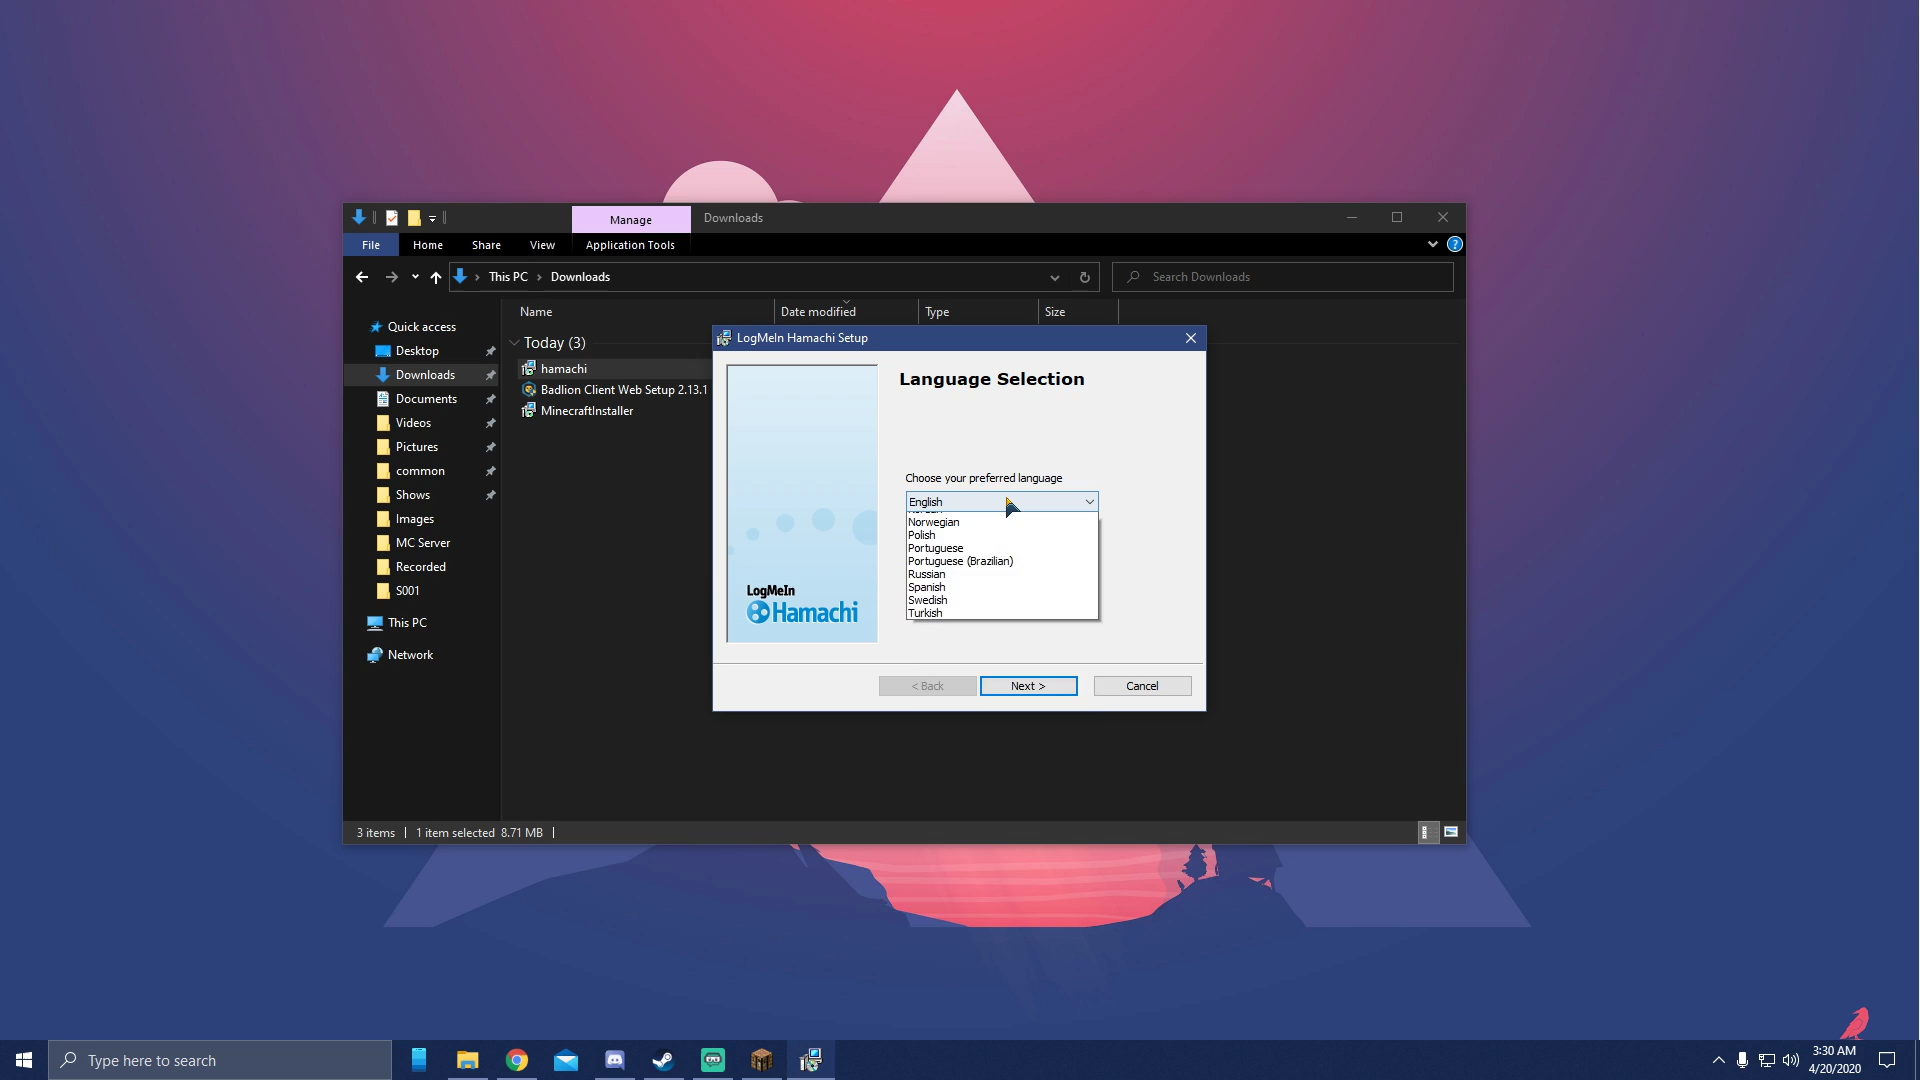 Manage
Downloads
File
Home
Share
View
Application Tools
This PC
Downloads
Search Downloads
Name
Date modified
Type
Size
Quick access
Desktop
Downloads
Documents
Videos
Pictures
common
Shows
Images
MC Server
Recorded
S001
This PC
Network
Today (3)
hamachi
Badlion Client Web Setup 2.13.1
MinecraftInstaller
LogMeIn Hamachi Setup
Language Selection
Choose your preferred language
English
Norwegian
Polish
Portuguese
Portuguese (Brazilian)
Russian
Spanish
Swedish
Turkish
LogMeIn
Hamachi
< Back
Next >
Cancel
3 items
1 item selected 8.71 MB
Type here to search
3:30 AM
4/20/2020